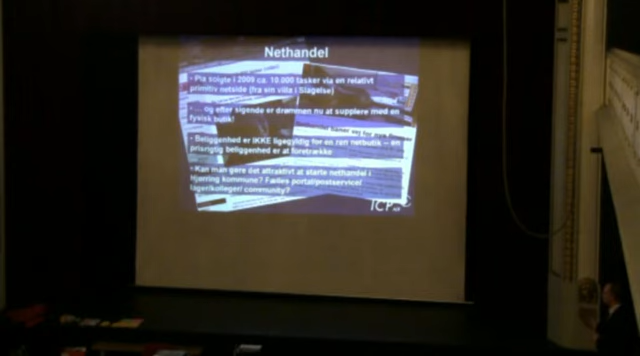 Nethandel
- Pia solgte i 2009 ca. 10.000 tasker via en relativt
primitiv netside (fra sin villa i Slagelse)
- ... og efter sigende er drømmen nu at supplere med en
fysisk butik!
- Beliggenhed er IKKE ligegyldig for en ren netbutik – en
prisrigtig beliggenhed er at foretrække
- Kan man gøre det attraktivt at starte nethandel i
Hjørring kommune? Fælles portal/postservice/
lager/kolleger/ community?
ICP